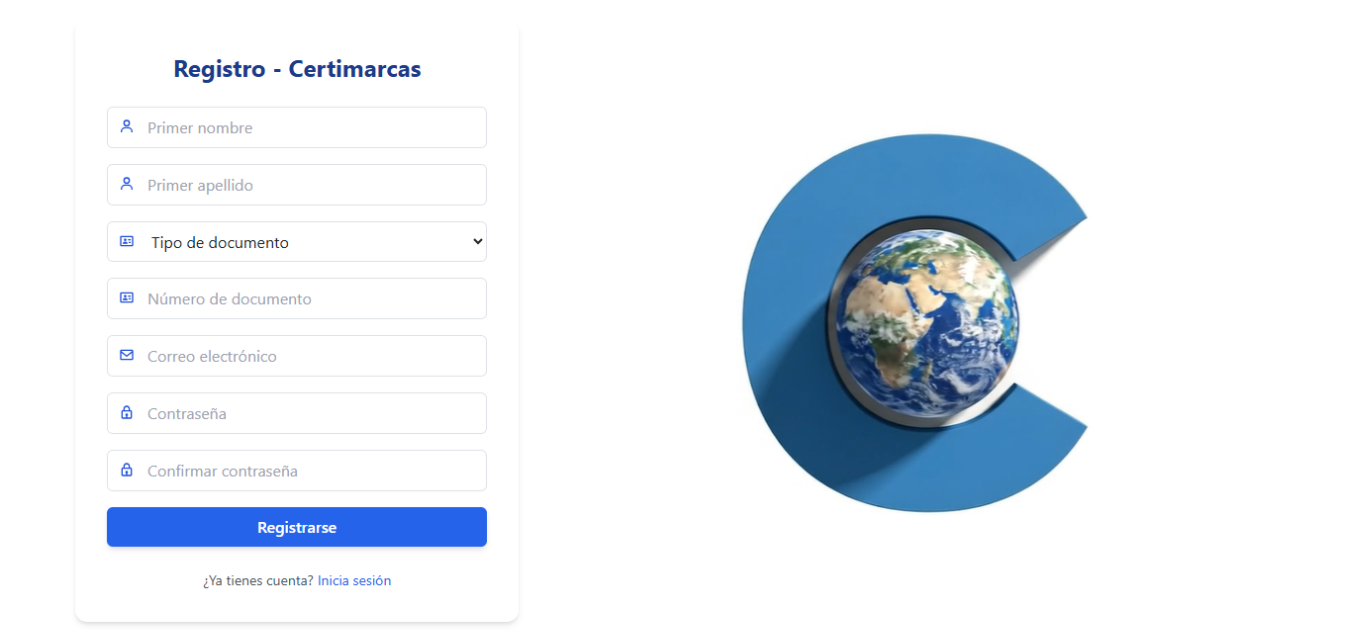 Registro - Certimarcas
Primer nombre
Primer apellido
Tipo de documento
Número de documento
Correo electrónico
Contraseña
Confirmar contraseña
Registrarse
¿Ya tienes cuenta? Inicia sesión